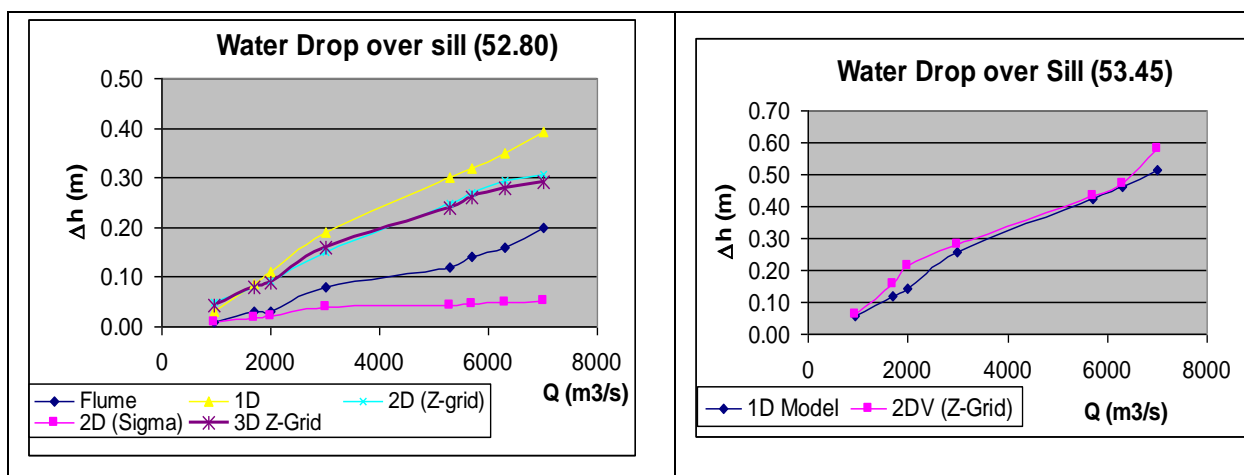 Water Drop over sill (52.80)
Δh (m)
0.50
0.40
0.30
0.20
0.10
0.00
0 2000 4000 6000 8000
Q (m3/s)
Flume 1D 2D (Z-grid)
2D (Sigma) 3D Z-Grid
Water Drop over Sill (53.45)
Δh (m)
0.70
0.60
0.50
0.40
0.30
0.20
0.10
0.00
0 2000 4000 6000 8000
1D Model 2DV (Z-Grid) Q (m3/s)